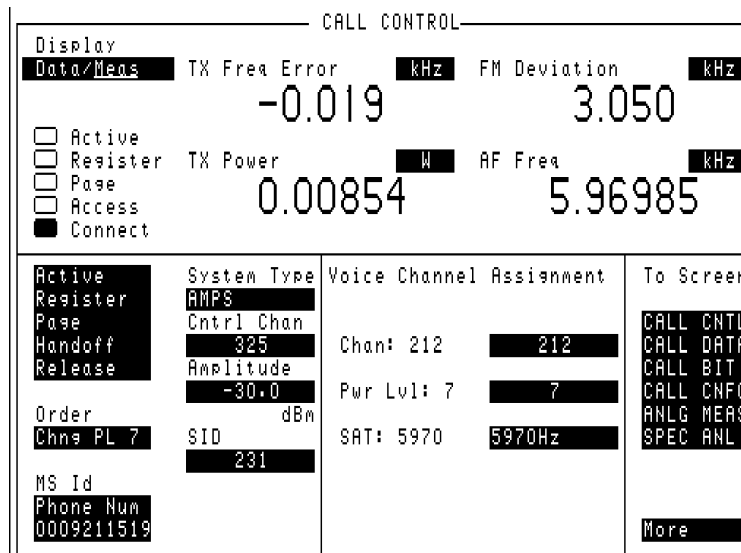 CALL CONTROL
Display
Data/Meas TX Freq Error kHz FM Deviation kHz
-0.019 3.050
Active
Register TX Power W AF Freq kHz
Page
0.00854 5.96985
Access
Connect
Active System Type Voice Channel Assignment To Screen
Register AMPS
Page Cntrl Chan CALL CNTL
Handoff 325 Chan: 212 212 CALL DATA
Release Amplitude CALL BIT
-30.0 Pwr Lvl: 7 7 CALL CNFG
Order dBm ANLG MEAS
Chng PL 7 SID SAT: 5970 5970Hz SPEC ANL
231
MS Id
Phone Num
0009211519 More